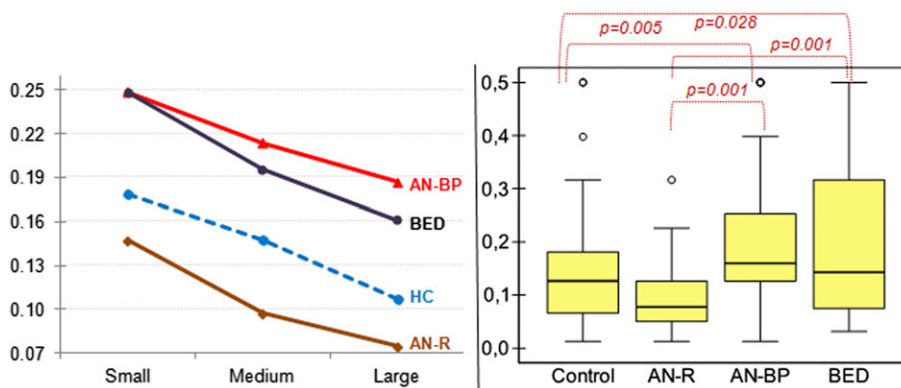 0.25
0.22
0.19
0.16
0.13
0.10
0.07
AN-BP
BED
HC
AN-R
Small Medium Large
p=0.028
p=0.005
p=0.001
p=0.001
0,5
0,4
0,3
0,2
0,1
0,0
Control AN-R AN-BP BED